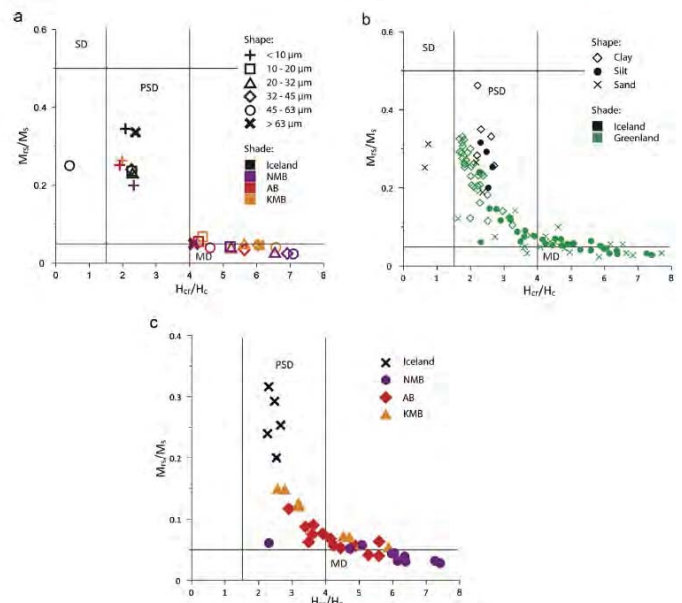 a
0.6
SD
PSD
Shape:
< 10 μm
10 - 20 μm
20 - 32 μm
32 - 45 μm
45 - 63 μm
> 63 μm
Shade:
Iceland
NMB
AB
KMB
0.4
0.2
0
MD
0 1 2 3 4 5 6 7 8
Mrs/Ms
Hcr/Hc
b
0.6
SD
PSD
Shape:
Clay
Silt
Sand
Shade:
Iceland
Greenland
0.4
0.2
0
MD
0 1 2 3 4 5 6 7 8
Mrs/Ms
Hcr/Hc
c
0.4
PSD
Iceland
NMB
AB
KMB
0.3
0.2
0.1
0
MD
0 1 2 3 4 5 6 7 8
Mrs/Ms
Hcr/Hc